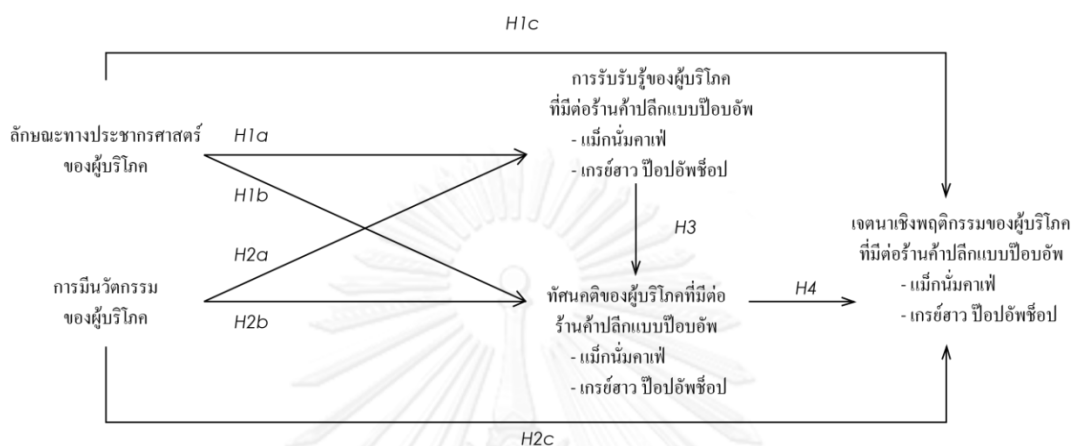 H1c
การรับรับรู้ของผู้บริโภค
ที่มีต่อร้านค้าปลีกแบบป๊อบอัพ
- แม็กนั่มคาเฟ่
- เกรย์ฮาว ป๊อปอัพช็อป
ลักษณะทางประชากรศาสตร์
ของผู้บริโภค
H1a
H1b
H2a
H2b
H3
การมีนวัตกรรม
ของผู้บริโภค
ทัศนคติของผู้บริโภคที่มีต่อ
ร้านค้าปลีกแบบป๊อบอัพ
- แม็กนั่มคาเฟ่
- เกรย์ฮาว ป๊อปอัพช็อป
H4
เจตนาเชิงพฤติกรรมของผู้บริโภค
ที่มีต่อร้านค้าปลีกแบบป๊อบอัพ
- แม็กนั่มคาเฟ่
- เกรย์ฮาว ป๊อปอัพช็อป
H2c